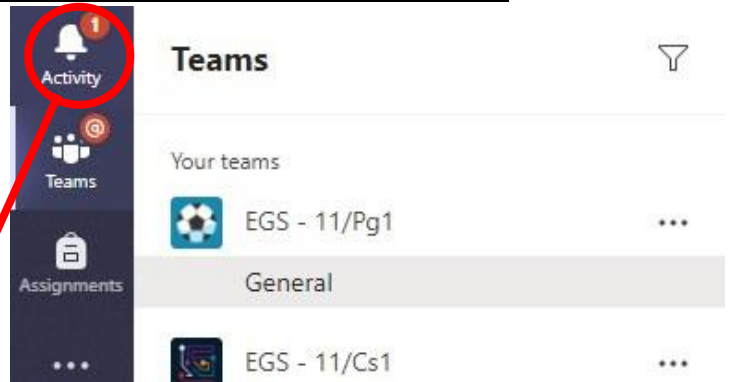 1
Activity
Teams
@
Teams
Your teams
EGS - 11/Pg1
...
General
Assignments
EGS - 11/Cs1
...
...